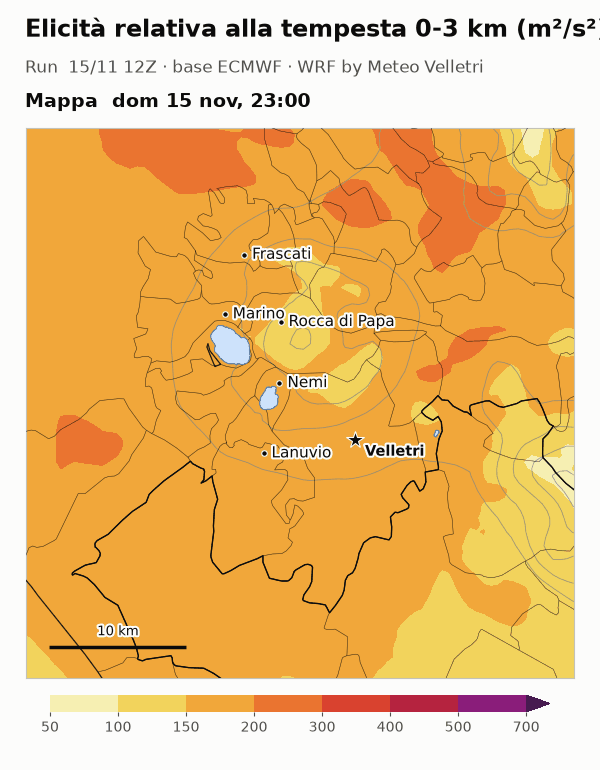 Elicità relativa alla tempesta 0-3 km (m²/s²)
Run  15/11 12Z · base ECMWF · WRF by Meteo Velletri
Mappa  dom 15 nov, 23:00
Frascati
Marino
Rocca di Papa
Nemi
Velletri
Lanuvio
10 km
50 100 150 200 300 400 500 700